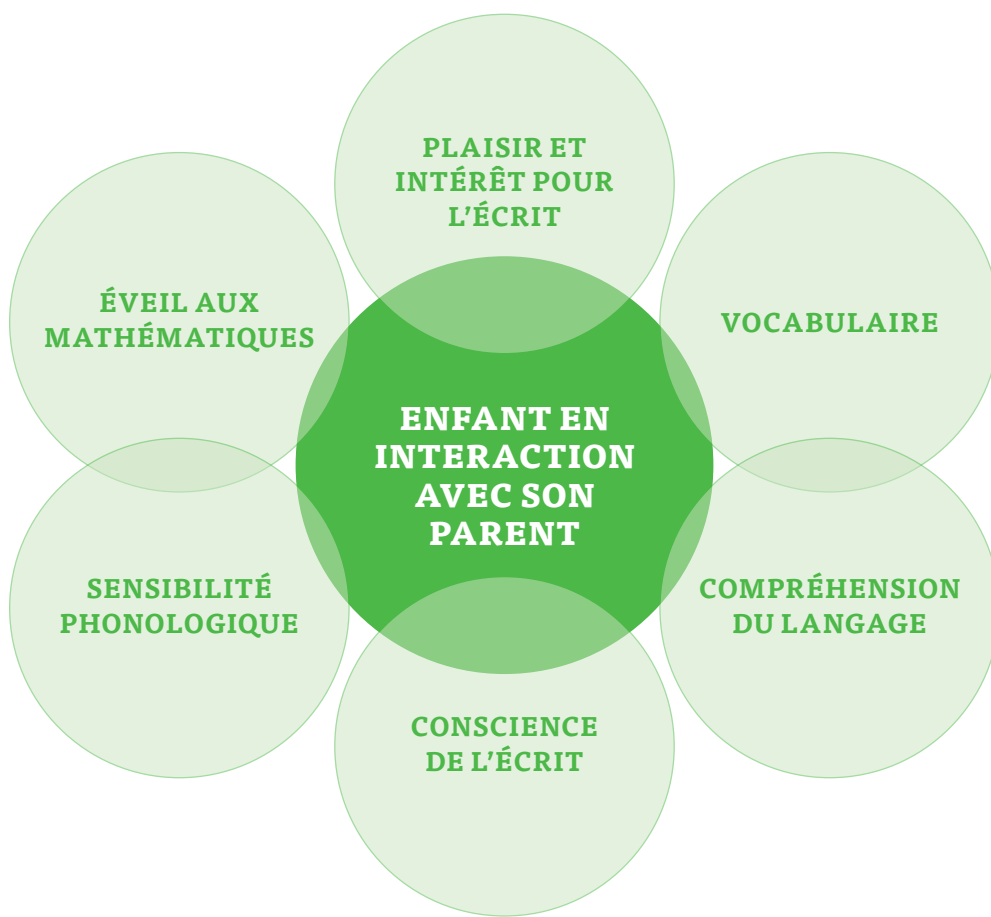 PLAISIR ET
INTÉRÊT POUR
L’ÉCRIT
ÉVEIL AUX
MATHÉMATIQUES
VOCABULAIRE
ENFANT EN
INTERACTION
AVEC SON
PARENT
SENSIBILITÉ
PHONOLOGIQUE
COMPRÉHENSION
DU LANGAGE
CONSCIENCE
DE L’ÉCRIT